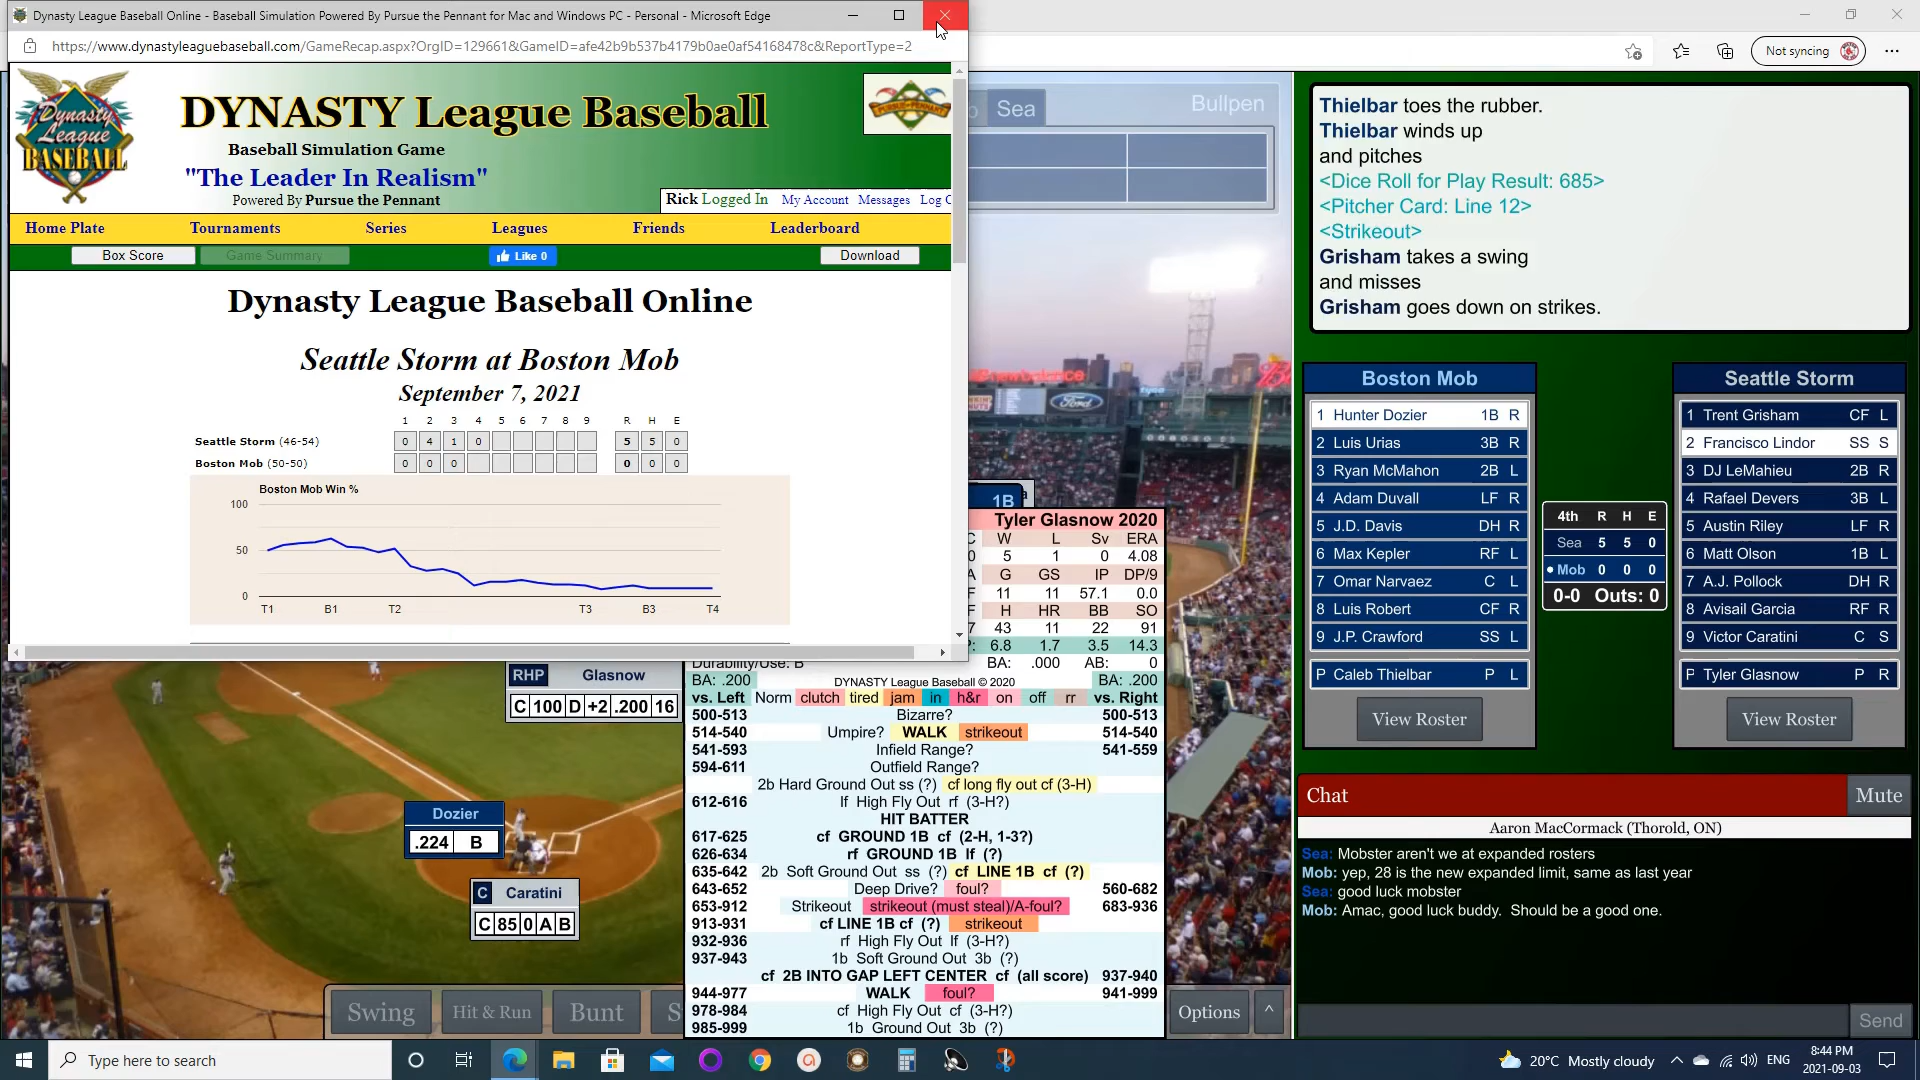 Dynasty League Baseball Online - Baseball Simulation Powered By Pursue the Pennant for Mac and Windows PC - Personal - Microsoft Edge
https://www.dynastyleaguebaseball.com/GameRecap.aspx?OrgID=129661&GameID=afe42b9b537b4179b0ae0af54168478c&ReportType=2
Not syncing
Dynasty League BASEBALL
DYNASTY League Baseball
Baseball Simulation Game
"The Leader In Realism"
Powered By Pursue the Pennant
PURSUE the PENNANT
Rick Logged In My Account Messages Log O
Home Plate Tournaments Series Leagues Friends Leaderboard
Box Score Game Summary Like 0 Download
Dynasty League Baseball Online
Seattle Storm at Boston Mob
September 7, 2021
1 2 3 4 5 6 7 8 9 R H E
Seattle Storm (46-54) 0 4 1 0 5 5 0
Boston Mob (50-50) 0 0 0 0 0 0
Boston Mob Win %
100
50
0
T1 B1 T2 T3 B3 T4
Sea Bullpen
Ford
1B
Tyler Glasnow 2020
C W L Sv ERA
0 5 1 0 4.08
A G GS IP DP/9
F 11 11 57.1 0.0
F H HR BB SO
7 43 11 22 91
6.8 1.7 3.5 14.3
Durability/Use: B BA: .000 AB: 0
BA: .200 DYNASTY League Baseball © 2020 BA: .200
vs. Left Norm clutch tired jam in h&r on off rr vs. Right
500-513 Bizarre? 500-513
514-540 Umpire? WALK strikeout 514-540
541-593 Infield Range? 541-559
594-611 Outfield Range?
2b Hard Ground Out ss (?) cf long fly out cf (3-H)
612-616 lf High Fly Out rf (3-H?)
HIT BATTER
617-625 cf GROUND 1B cf (2-H, 1-3?)
626-634 rf GROUND 1B lf (?)
635-642 2b Soft Ground Out ss (?) cf LINE 1B cf (?)
643-652 Deep Drive? foul? 560-682
653-912 Strikeout strikeout (must steal)/A-foul? 683-936
913-931 cf LINE 1B cf (?) strikeout
932-936 rf High Fly Out lf (3-H?)
937-943 1b Soft Ground Out 3b (?)
cf 2B INTO GAP LEFT CENTER cf (all score) 937-940
944-977 WALK foul? 941-999
978-984 cf High Fly Out cf (3-H?)
985-999 1b Ground Out 3b (?)
RHP Glasnow
C 100 D +2 .200 16
Dozier
.224 B
C Caratini
C 85 0 A B
Swing Hit & Run Bunt S Options ^
Thielbar toes the rubber.
Thielbar winds up
and pitches
<Dice Roll for Play Result: 685>
<Pitcher Card: Line 12>
<Strikeout>
Grisham takes a swing
and misses
Grisham goes down on strikes.
Boston Mob
1 Hunter Dozier 1B R
2 Luis Urias 3B R
3 Ryan McMahon 2B L
4 Adam Duvall LF R
5 J.D. Davis DH R
6 Max Kepler RF L
7 Omar Narvaez C L
8 Luis Robert CF R
9 J.P. Crawford SS L
P Caleb Thielbar P L
View Roster
4th R H E
Sea 5 5 0
Mob 0 0 0
0-0 Outs: 0
Seattle Storm
1 Trent Grisham CF L
2 Francisco Lindor SS S
3 DJ LeMahieu 2B R
4 Rafael Devers 3B L
5 Austin Riley LF R
6 Matt Olson 1B L
7 A.J. Pollock DH R
8 Avisail Garcia RF R
9 Victor Caratini C S
P Tyler Glasnow P R
View Roster
Chat Mute
Aaron MacCormack (Thorold, ON)
Sea: Mobster aren't we at expanded rosters
Mob: yep, 28 is the new expanded limit, same as last year
Sea: good luck mobster
Mob: Amac, good luck buddy. Should be a good one.
Send
Type here to search
20°C Mostly cloudy ENG
8:44 PM
2021-09-03